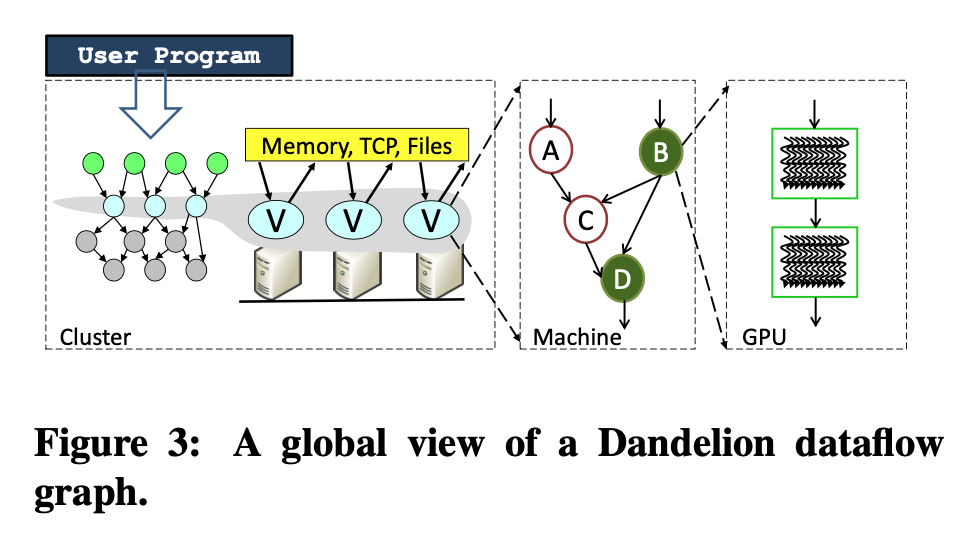 User Program
Memory, TCP, Files
V V V
Cluster
A
B
C
D
Machine
GPU
Figure 3: A global view of a Dandelion dataflow
graph.